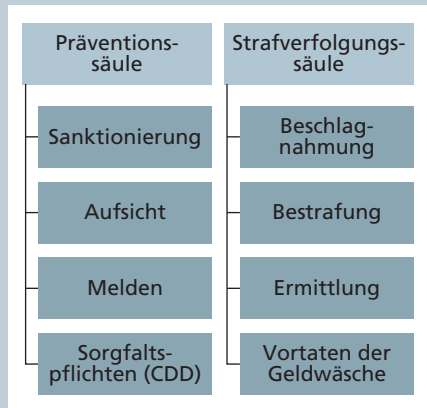 Präventions-
säule
Sanktionierung
Aufsicht
Melden
Sorgfalts-
pflichten (CDD)
Strafverfolgungs-
säule
Beschlag-
nahmung
Bestrafung
Ermittlung
Vortaten der
Geldwäsche